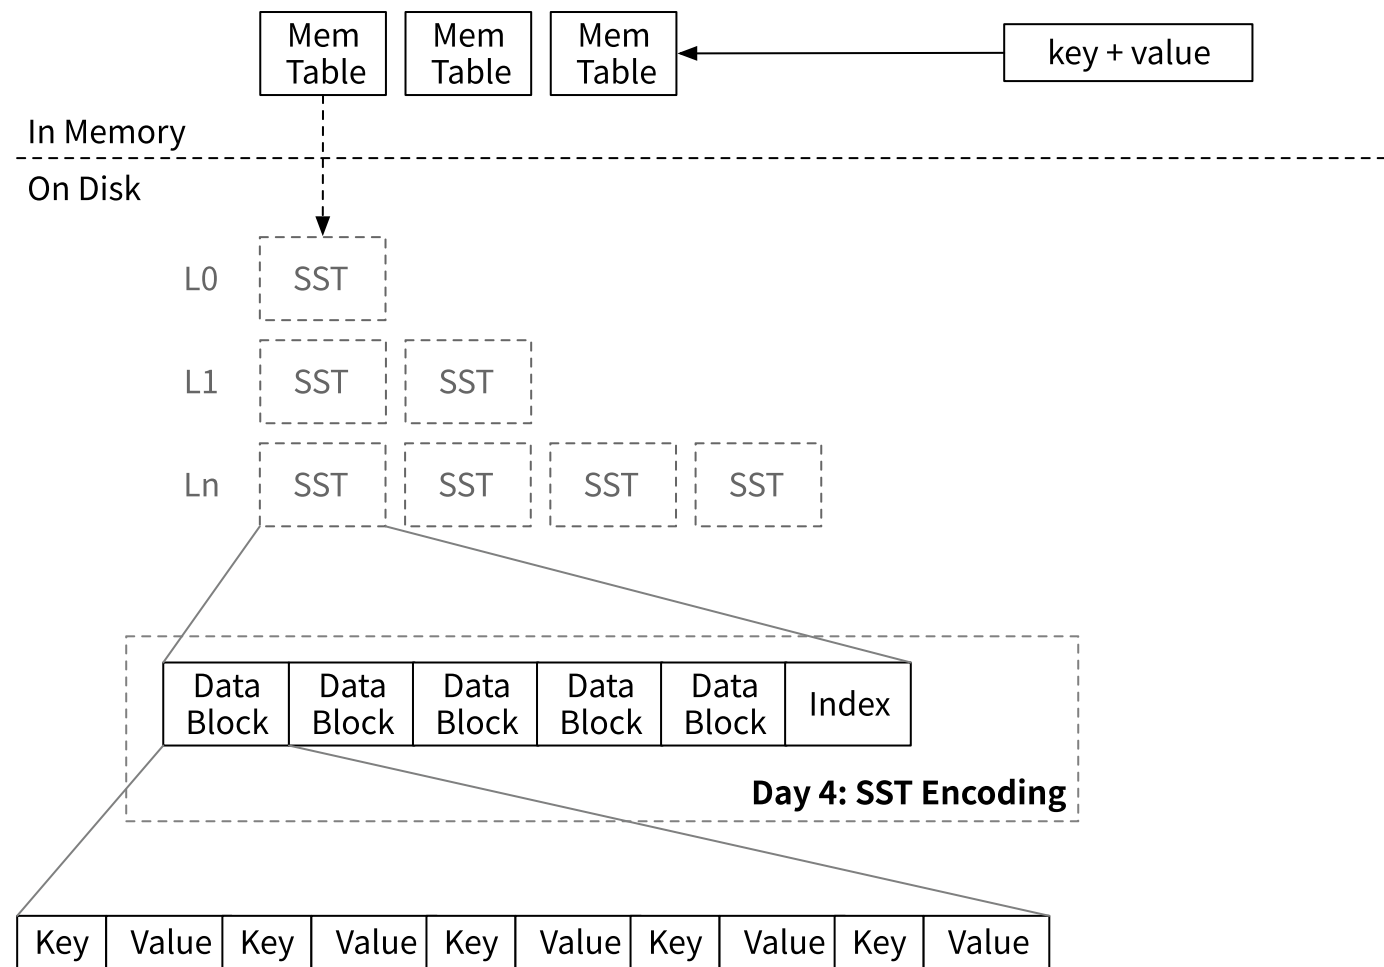 Mem
Table
Mem
Table
Mem
Table
key + value
In Memory
On Disk
L0 SST
L1 SST SST
Ln SST SST SST SST
Data
Block
Data
Block
Data
Block
Data
Block
Data
Block
Index
Day 4: SST Encoding
Key Value Key Value Key Value Key Value Key Value